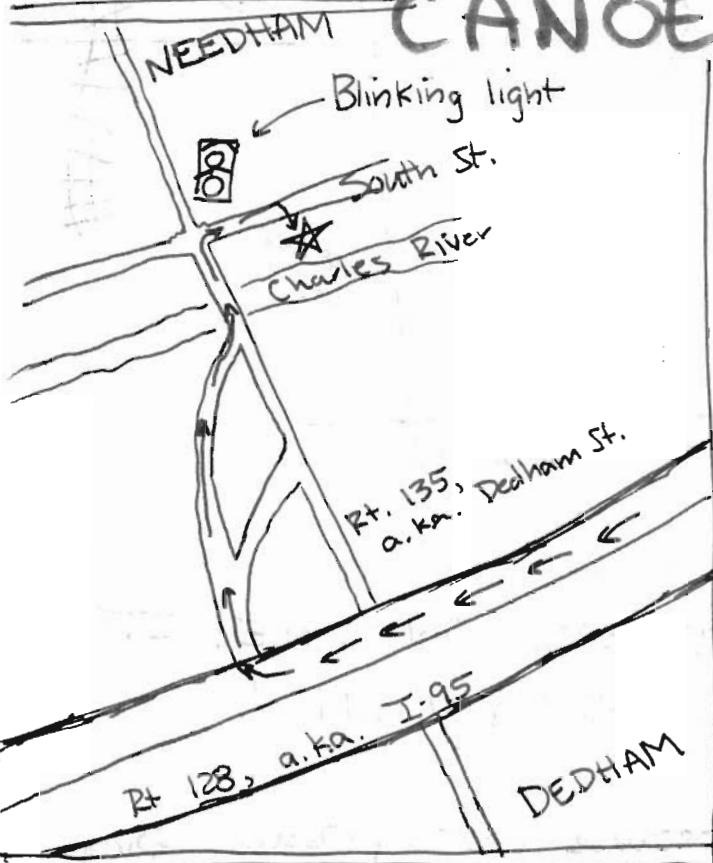 CANOE
NEEDHAM
Blinking light
South St.
Charles River
Rt. 135,
a.k.a. Dedham St.
Rt 128, a.k.a. I-95
DEDHAM